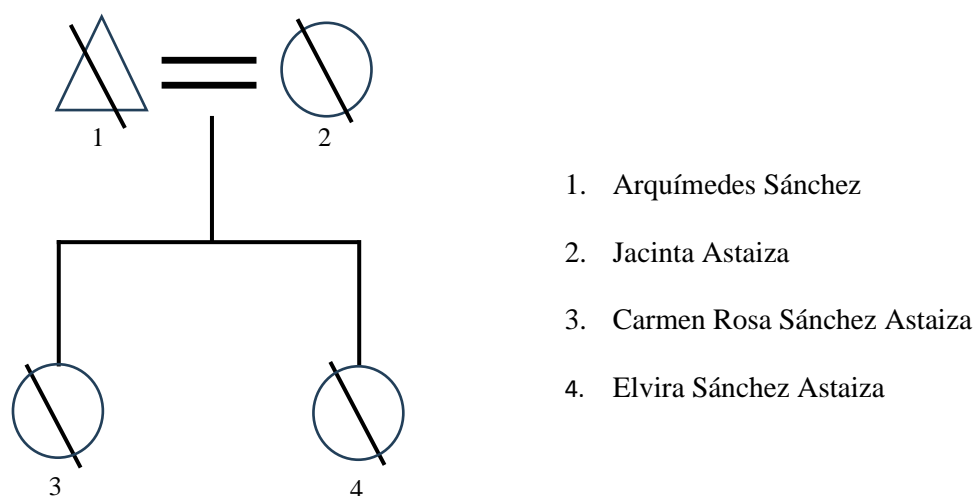 1
2
1. Arquímedes Sánchez
2. Jacinta Astaiza
3. Carmen Rosa Sánchez Astaiza
4. Elvira Sánchez Astaiza
3
4